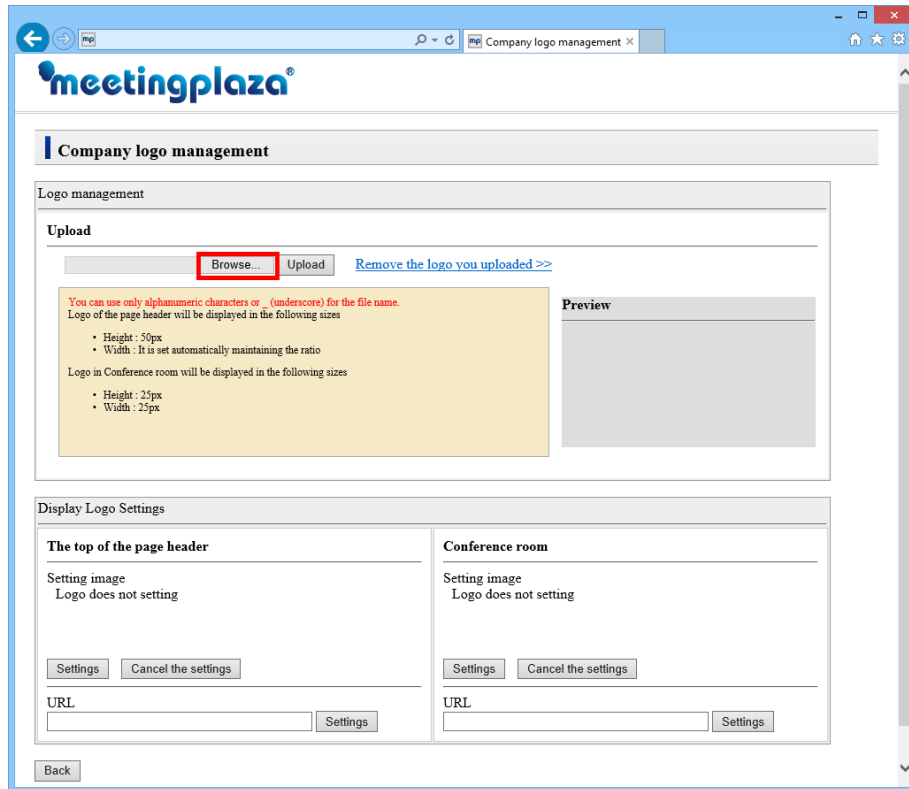 mp
mp Company logo management ×
meetingplaza®
Company logo management
Logo management
Upload
Browse... Upload Remove the logo you uploaded >>
You can use only alphanumeric characters or _ (underscore) for the file name.
Logo of the page header will be displayed in the following sizes
• Height : 50px
• Width : It is set automatically maintaining the ratio
Logo in Conference room will be displayed in the following sizes
• Height : 25px
• Width : 25px
Preview
Display Logo Settings
The top of the page header
Setting image
Logo does not setting
Settings Cancel the settings
URL
Settings
Conference room
Setting image
Logo does not setting
Settings Cancel the settings
URL
Settings
Back